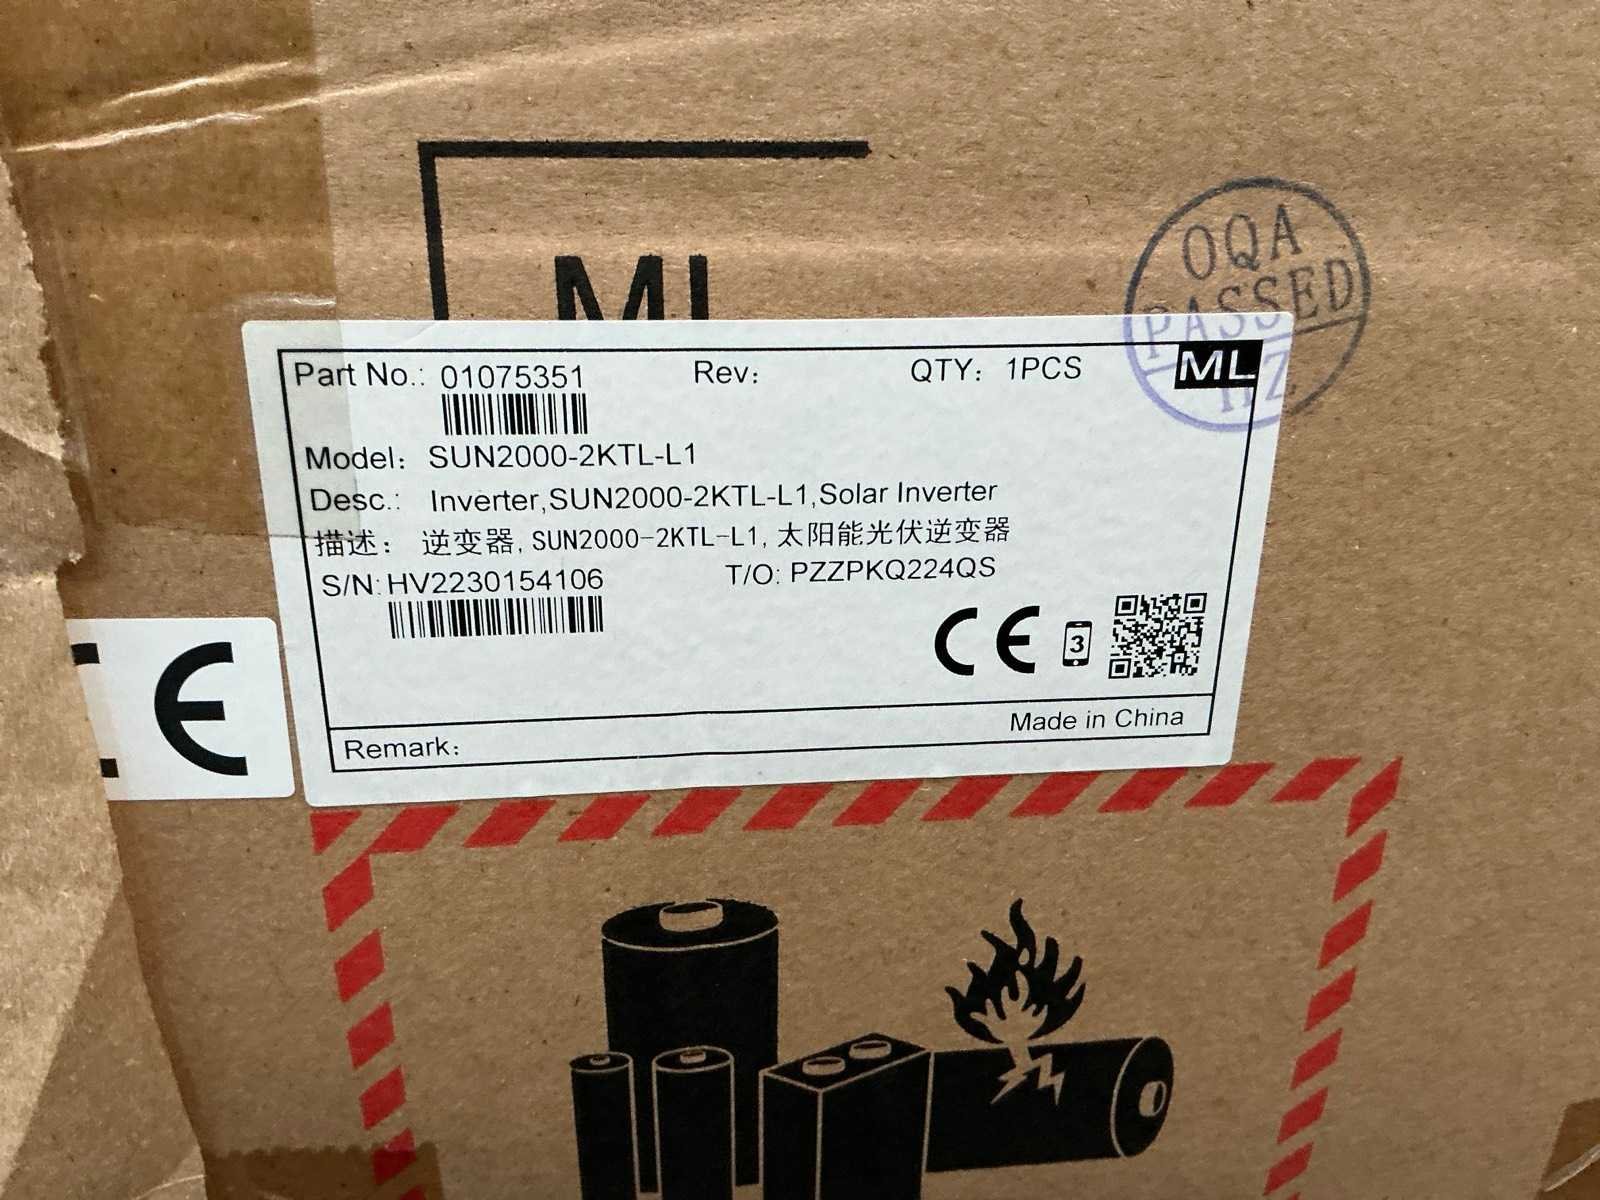 ML
OQA
PASSED
Part No.: 01075351
Rev:
QTY: 1PCS
ML
Model: SUN2000-2KTL-L1
Desc.: Inverter,SUN2000-2KTL-L1,Solar Inverter
描述: 逆变器, SUN2000-2KTL-L1, 太阳能光伏逆变器
S/N: HV2230154106
T/O: PZZPKQ224QS
CE
3
CE
Made in China
Remark: